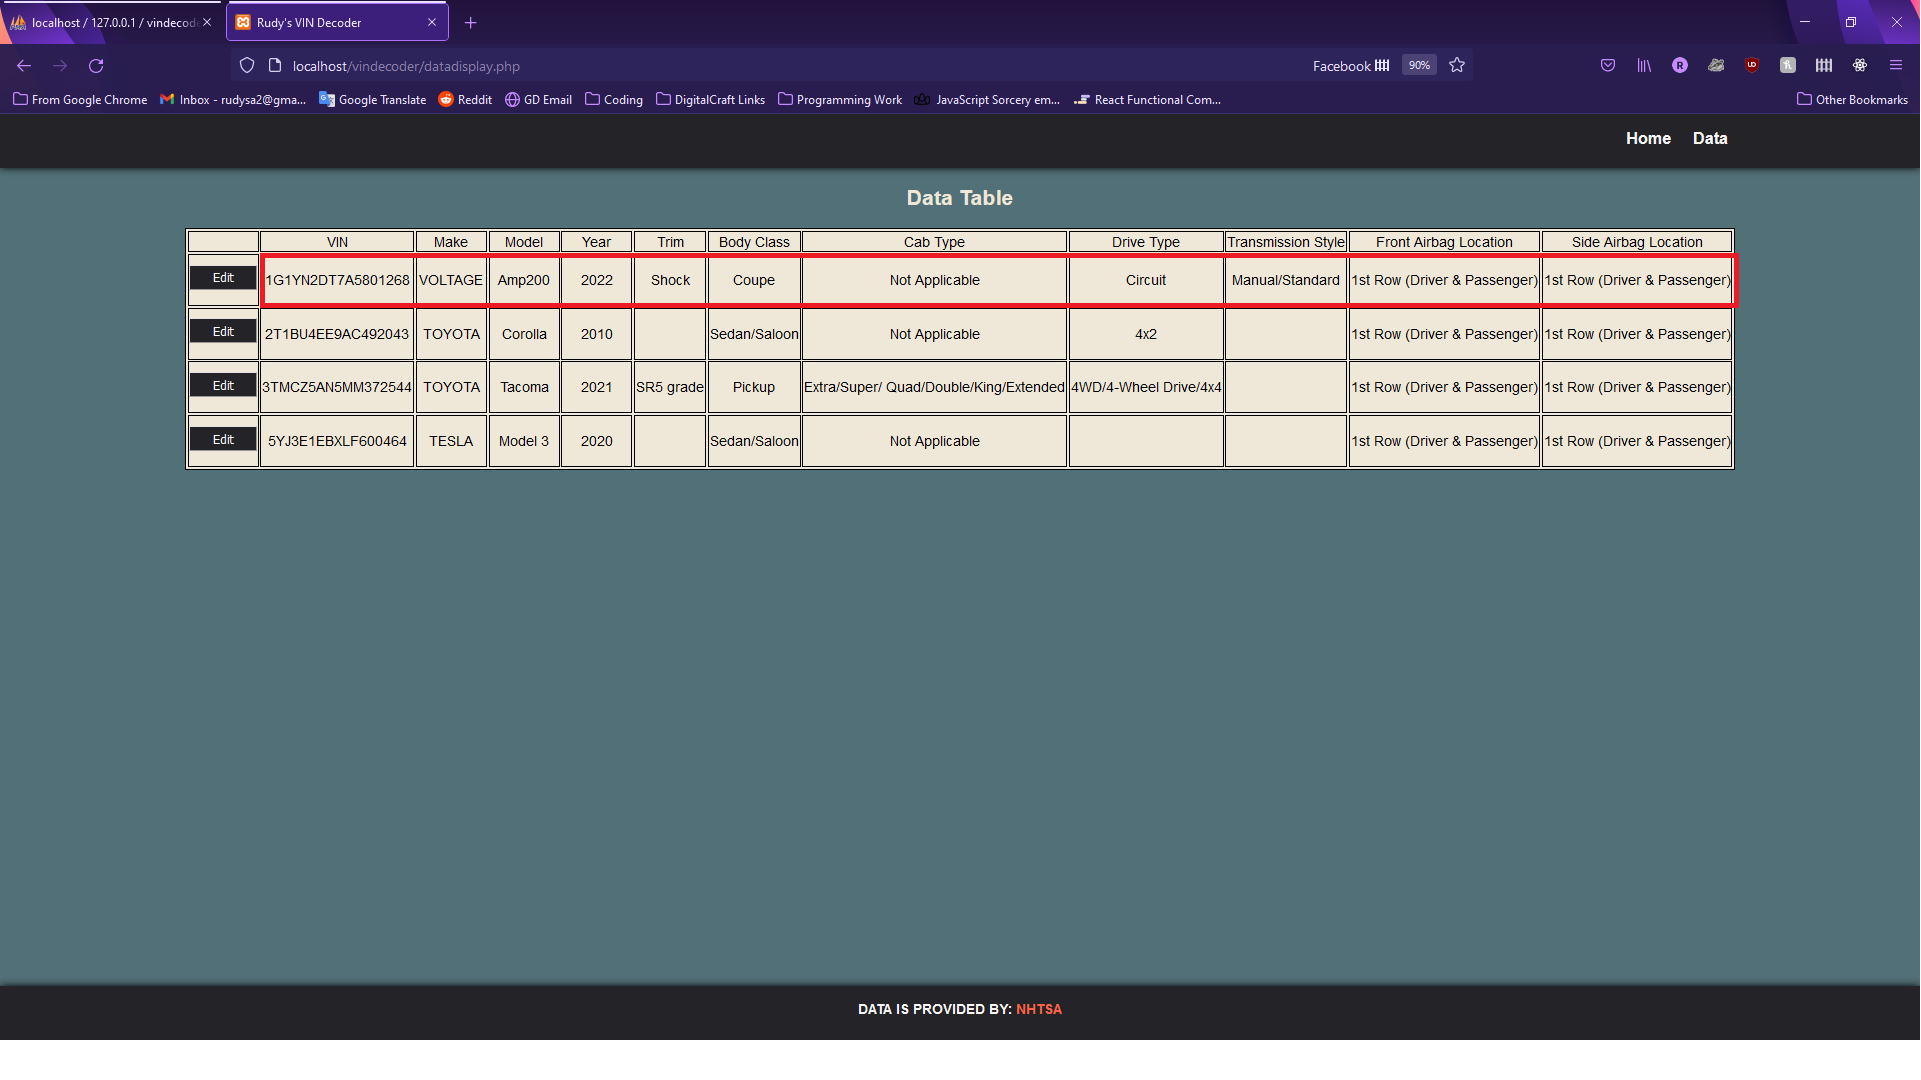 localhost / 127.0.0.1 / vindecode
Rudy's VIN Decoder
localhost/vindecoder/datadisplay.php
Facebook
90%
From Google Chrome
Inbox - rudysa2@gma...
Google Translate
Reddit
GD Email
Coding
DigitalCraft Links
Programming Work
JavaScript Sorcery em...
React Functional Com...
Other Bookmarks
Home Data
Data Table
VIN Make Model Year Trim Body Class Cab Type Drive Type Transmission Style Front Airbag Location Side Airbag Location
Edit 1G1YN2DT7A5801268 VOLTAGE Amp200 2022 Shock Coupe Not Applicable Circuit Manual/Standard 1st Row (Driver & Passenger) 1st Row (Driver & Passenger)
Edit 2T1BU4EE9AC492043 TOYOTA Corolla 2010 Sedan/Saloon Not Applicable 4x2 1st Row (Driver & Passenger) 1st Row (Driver & Passenger)
Edit 3TMCZ5AN5MM372544 TOYOTA Tacoma 2021 SR5 grade Pickup Extra/Super/ Quad/Double/King/Extended 4WD/4-Wheel Drive/4x4 1st Row (Driver & Passenger) 1st Row (Driver & Passenger)
Edit 5YJ3E1EBXLF600464 TESLA Model 3 2020 Sedan/Saloon Not Applicable 1st Row (Driver & Passenger) 1st Row (Driver & Passenger)
DATA IS PROVIDED BY: NHTSA